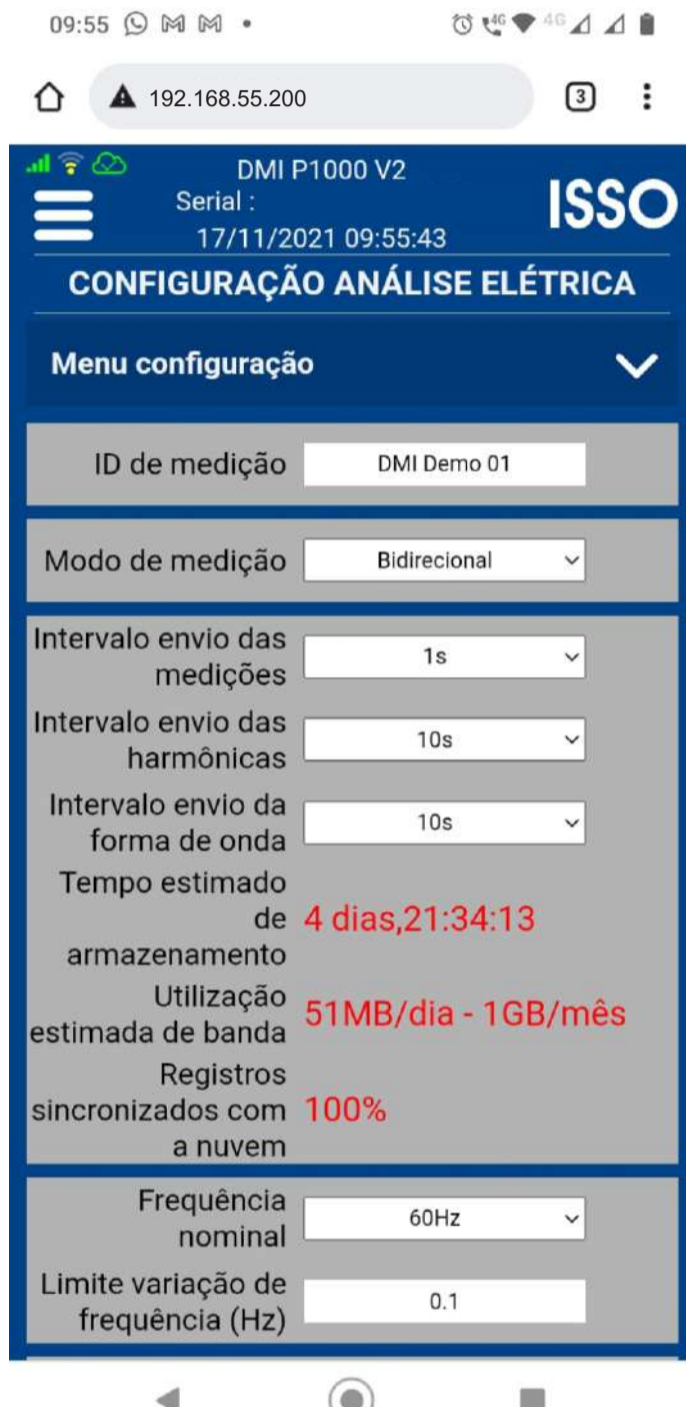 09:55
4G
4G
192.168.55.200
3
DMI P1000 V2
Serial :
17/11/2021 09:55:43
ISSO
CONFIGURAÇÃO ANÁLISE ELÉTRICA
Menu configuração
ID de medição
DMI Demo 01
Modo de medição
Bidirecional
Intervalo envio das
medições
1s
Intervalo envio das
harmônicas
10s
Intervalo envio da
forma de onda
10s
Tempo estimado
de
armazenamento
4 dias,21:34:13
Utilização
estimada de banda
51MB/dia - 1GB/mês
Registros
sincronizados com
a nuvem
100%
Frequência
nominal
60Hz
Limite variação de
frequência (Hz)
0.1